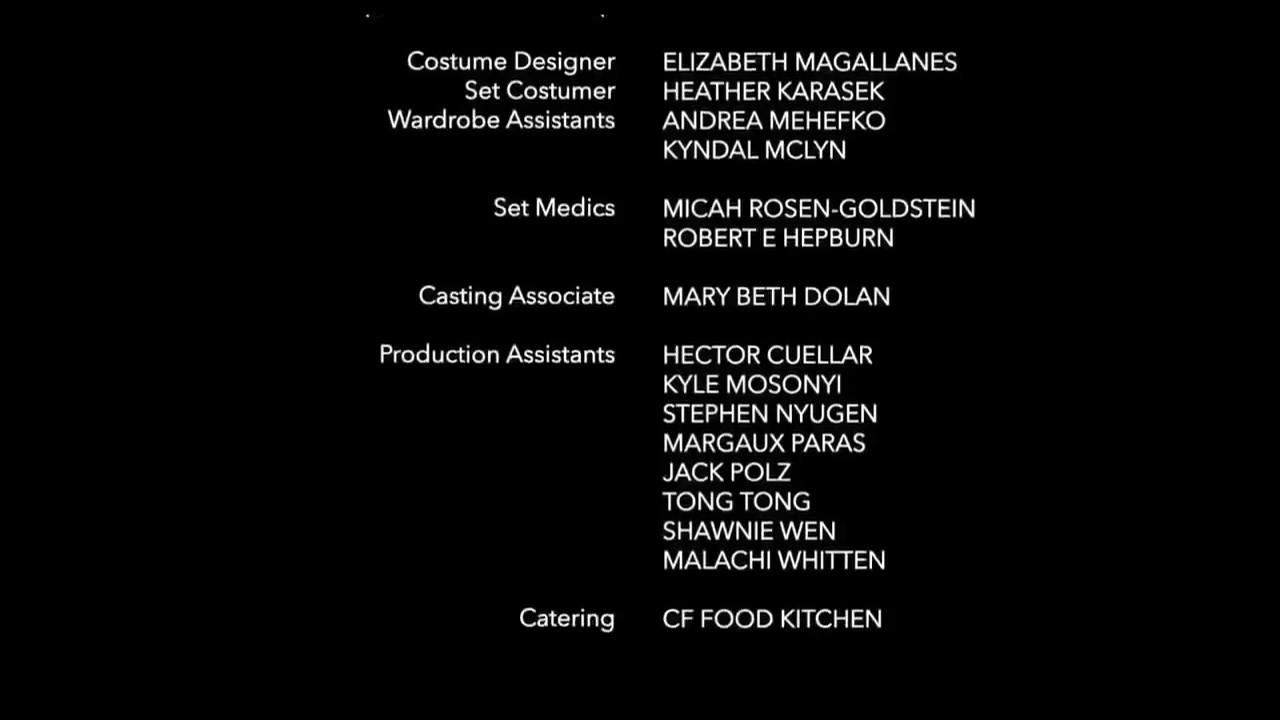 Costume Designer ELIZABETH MAGALLANES
Set Costumer HEATHER KARASEK
Wardrobe Assistants ANDREA MEHEFKO
KYNDAL MCLYN
Set Medics MICAH ROSEN-GOLDSTEIN
ROBERT E HEPBURN
Casting Associate MARY BETH DOLAN
Production Assistants HECTOR CUELLAR
KYLE MOSONYI
STEPHEN NYUGEN
MARGAUX PARAS
JACK POLZ
TONG TONG
SHAWNIE WEN
MALACHI WHITTEN
Catering CF FOOD KITCHEN